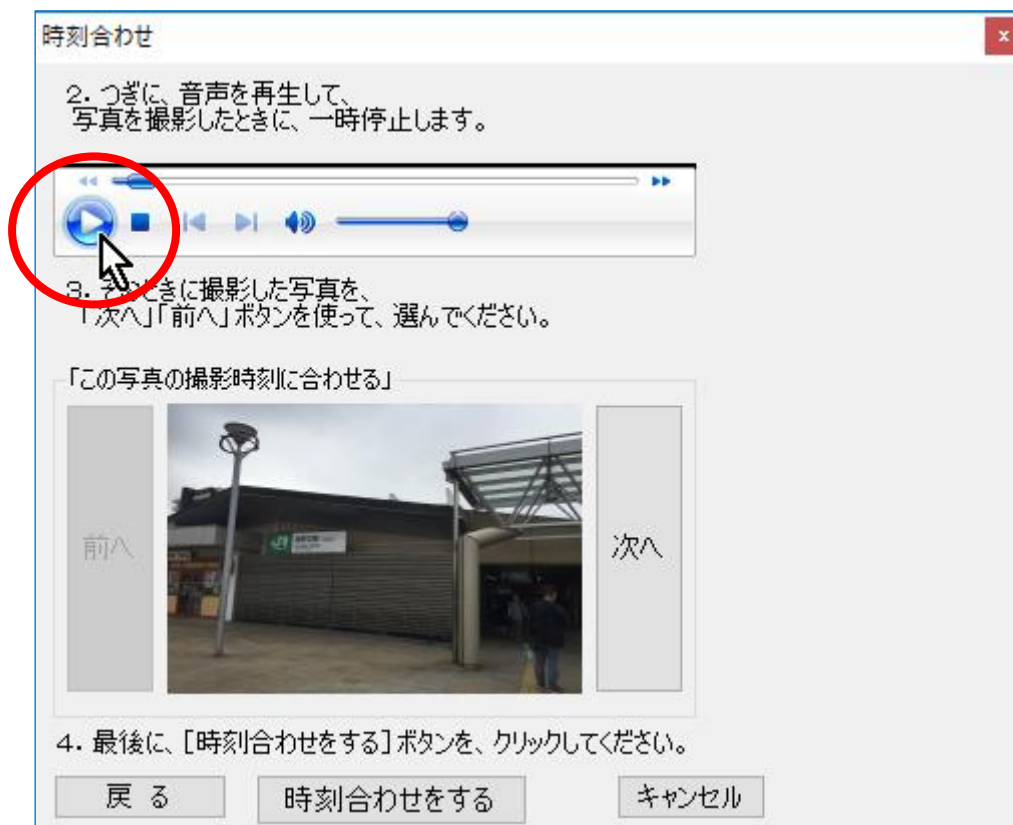 時刻合わせ
x
2. つぎに、音声を再生して、
写真を撮影したときに、一時停止します。
3. そのときに撮影した写真を、
「次へ」「前へ」ボタンを使って、選んでください。
「この写真の撮影時刻に合わせる」
前へ
JR
次へ
4. 最後に、[時刻合わせをする]ボタンを、クリックしてください。
戻 る
時刻合わせをする
キャンセル